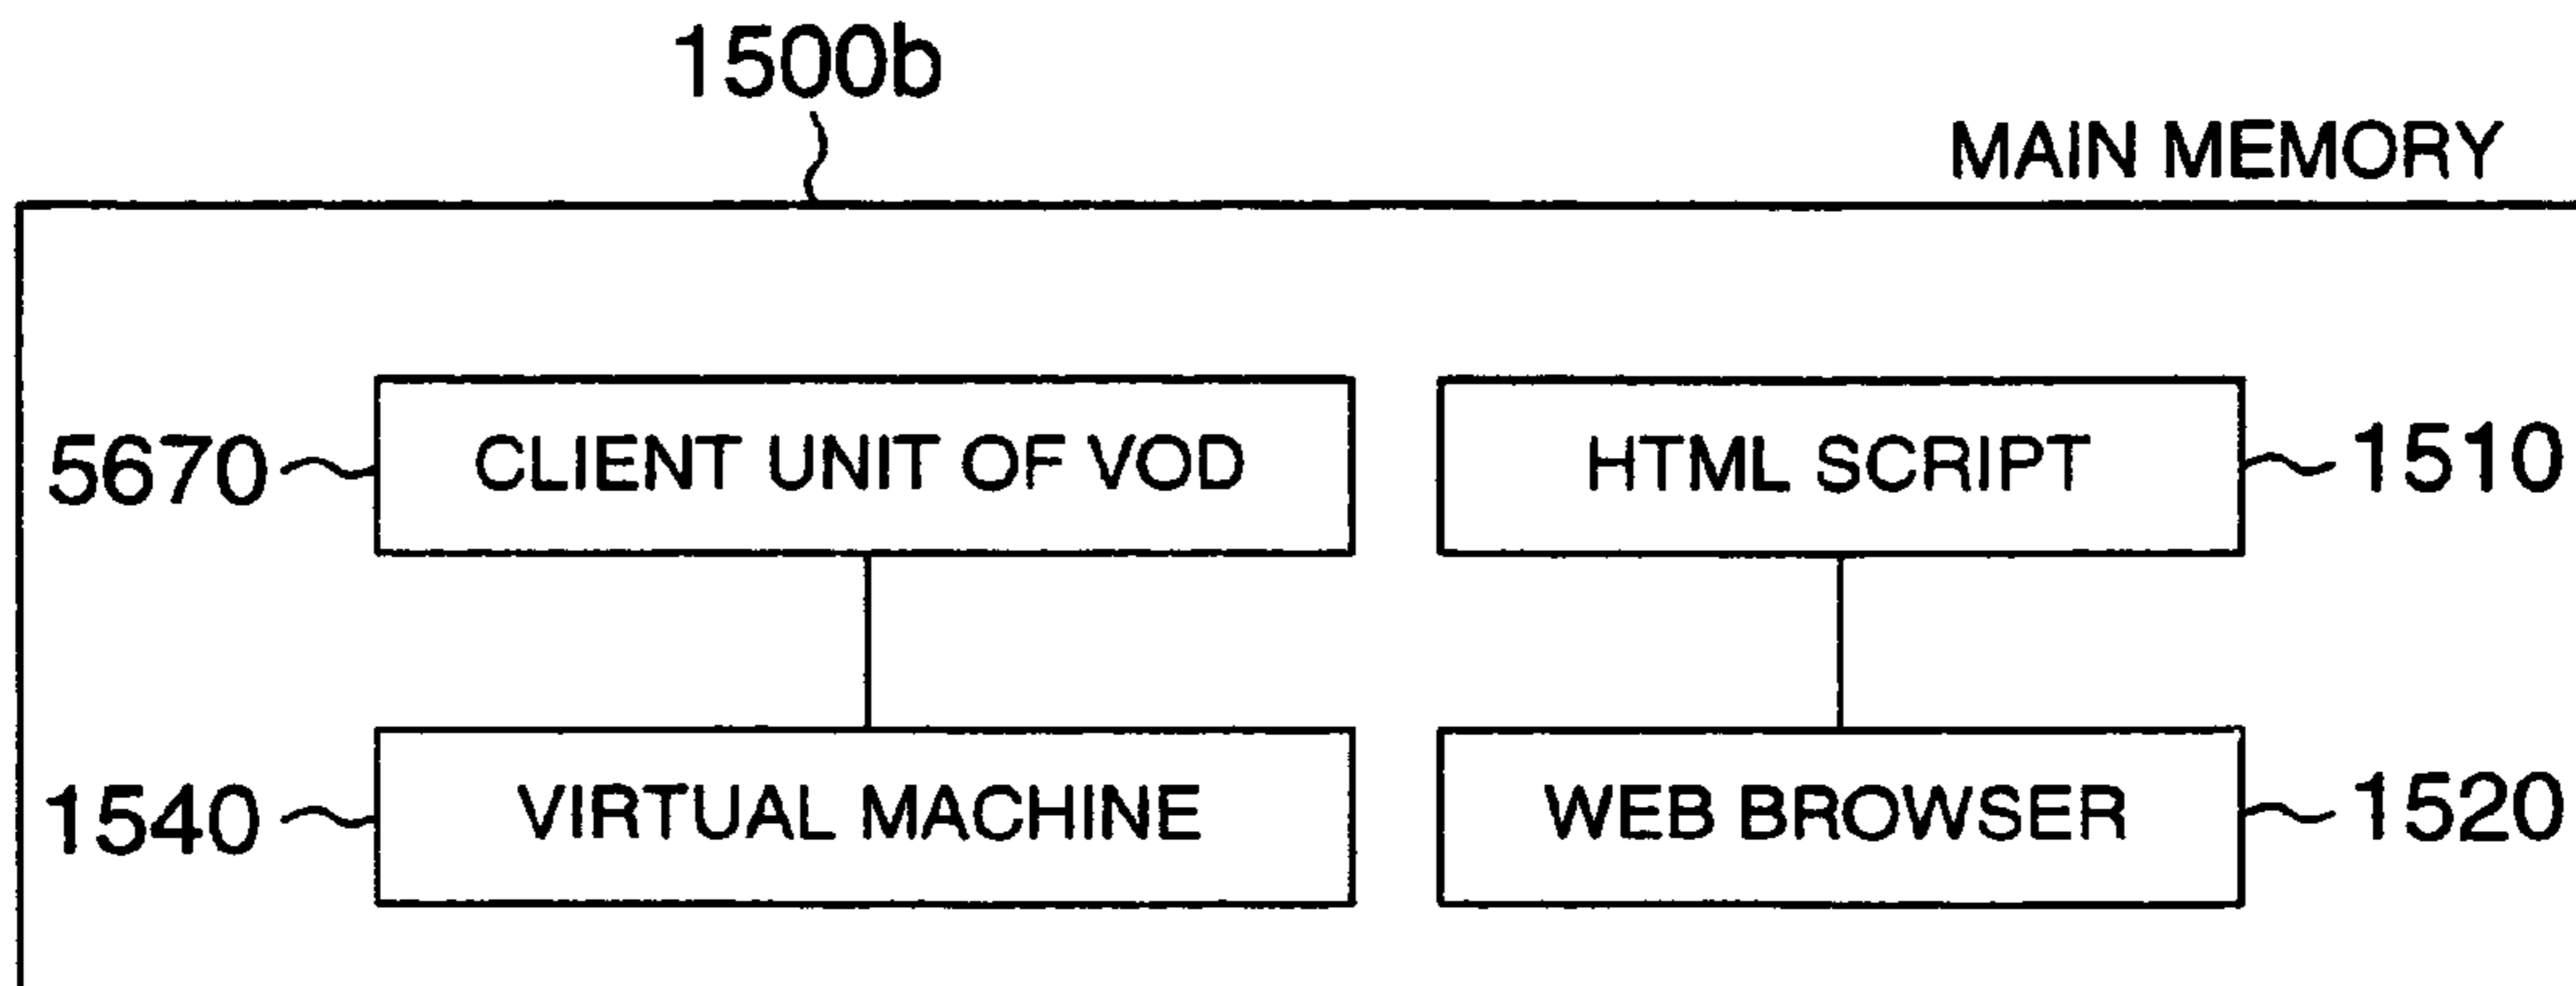 1500b
MAIN MEMORY
5670 CLIENT UNIT OF VOD HTML SCRIPT 1510
1540 VIRTUAL MACHINE WEB BROWSER 1520